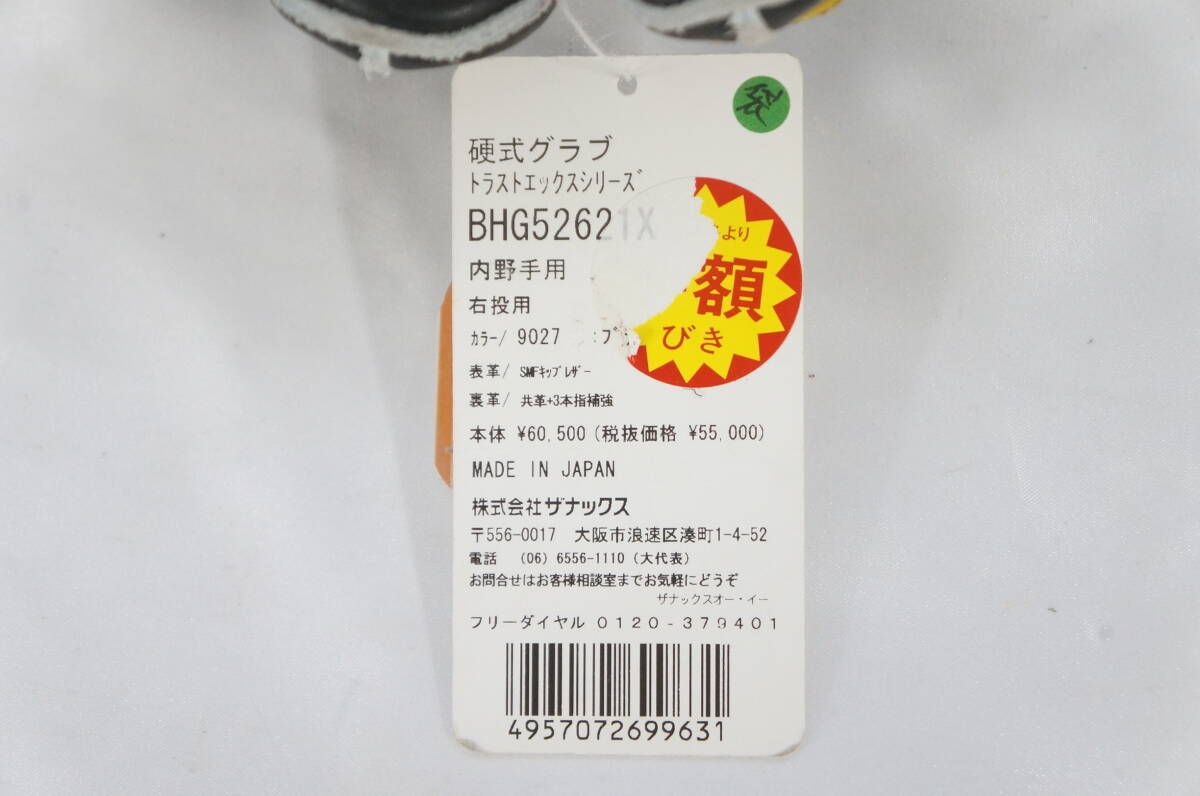 硬式グラブ
トラストエックスシリーズ
BHG52621X
内野手用
右投用
カラー/ 9027
表革/ SMFキップレザー
裏革/ 共革+3本指補強
本体 ¥60,500 (税抜価格 ¥55,000)
MADE IN JAPAN
株式会社ザナックス
〒556-0017 大阪市浪速区湊町1-4-52
電話 (06) 6556-1110 (大代表)
お問合せはお客様相談室までお気軽にどうぞ
ザナックスオー・イー
フリーダイヤル 0120-379401
4957072699631
より
額
びき